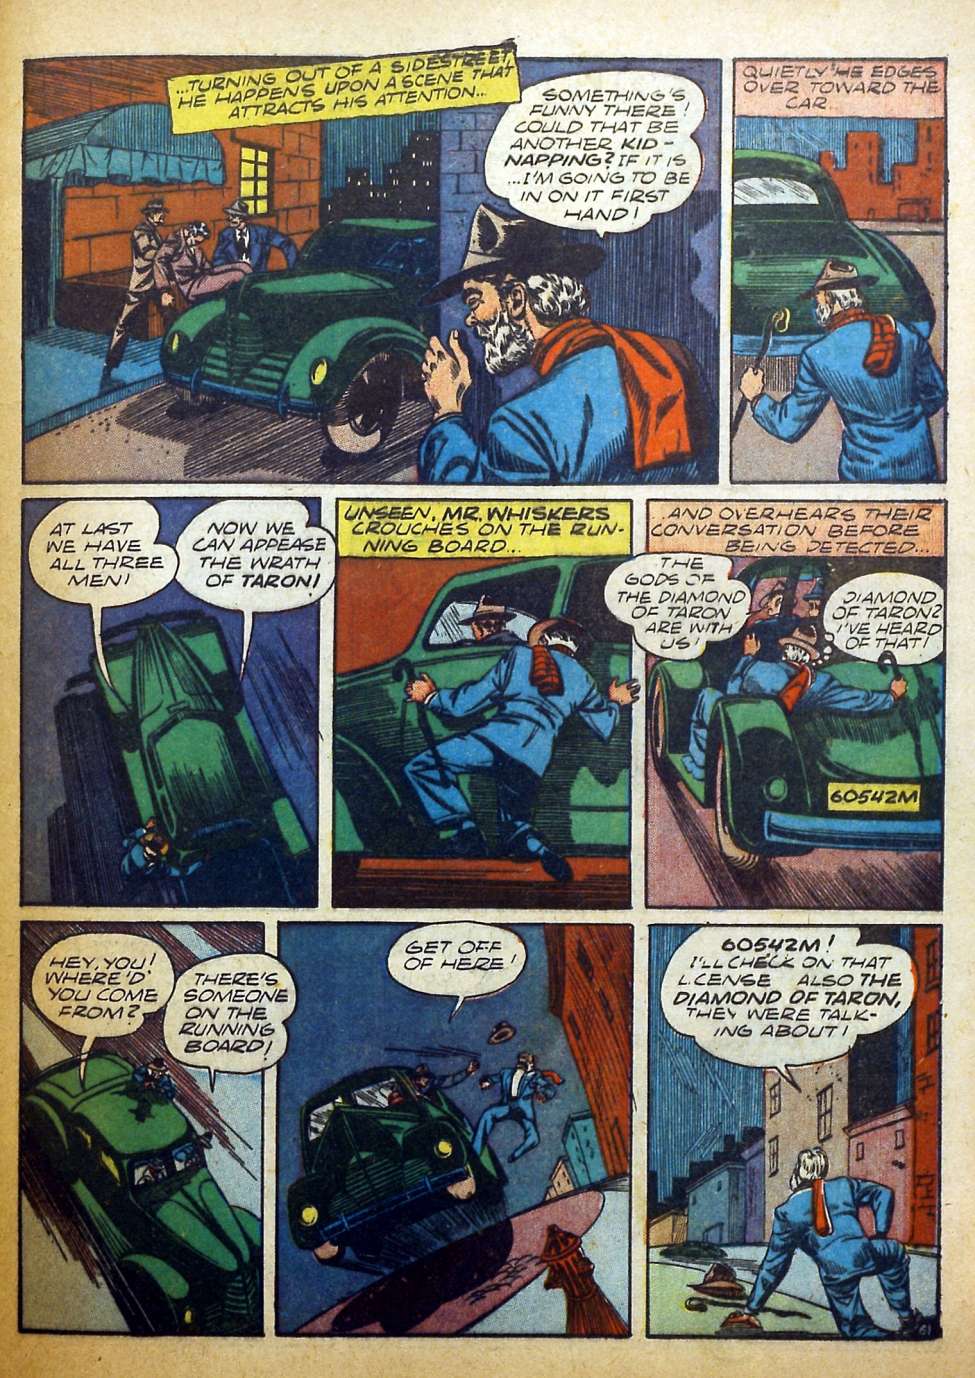 ...TURNING OUT OF A SIDESTREET,
HE HAPPENS UPON A SCENE THAT
ATTRACTS HIS ATTENTION...
SOMETHING'S
FUNNY THERE!
COULD THAT BE
ANOTHER KID-
NAPPING? IF IT IS
...I'M GOING TO BE
IN ON IT FIRST
HAND!
QUIETLY HE EDGES
OVER TOWARD THE
CAR
AT LAST
WE HAVE
ALL THREE
MEN!
NOW WE
CAN APPEASE
THE WRATH
OF TARON!
UNSEEN, MR. WHISKERS
CROUCHES ON THE RUN-
NING BOARD...
...AND OVERHEARS THEIR
CONVERSATION BEFORE
BEING DETECTED...
THE
GODS OF
THE DIAMOND
OF TARON
ARE WITH
US!
DIAMOND
OF TARON?
I'VE HEARD
OF THAT!
60542M
HEY, YOU!
WHERE'D
YOU COME
FROM?
THERE'S
SOMEONE
ON THE
RUNNING
BOARD!
GET OFF
OF HERE!
60542M!
I'LL CHECK ON THAT
LICENSE ALSO THE
DIAMOND OF TARON,
THEY WERE TALK-
ING ABOUT!